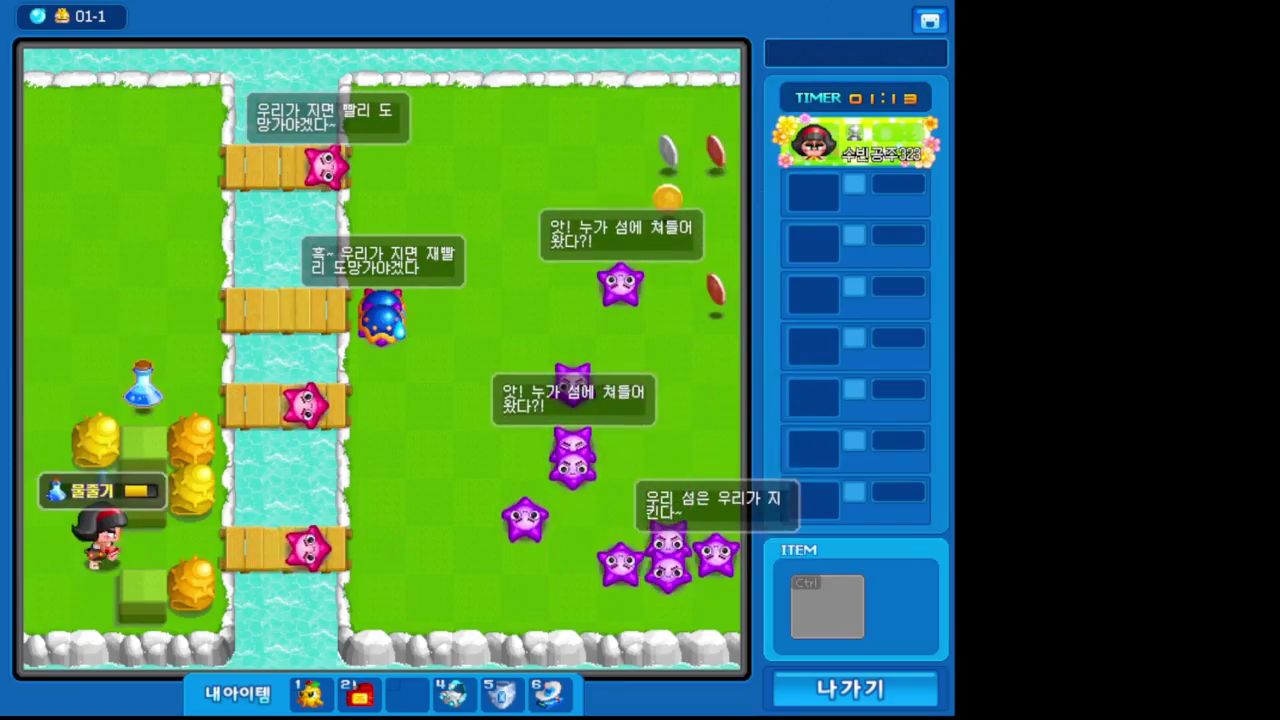 01-1
우리가 지면 빨리 도
망가야겠다~
흑~ 우리가 지면 재빨
리 도망가야겠다
앗! 누가 섬에 쳐들어
왔다?!
앗! 누가 섬에 쳐들어
왔다?!
우리 섬은 우리가 지
킨다~
물줄기
TIMER 01:13
수빈공주323
ITEM
Ctrl
나가기
내 아이템
1
2
4
5
6